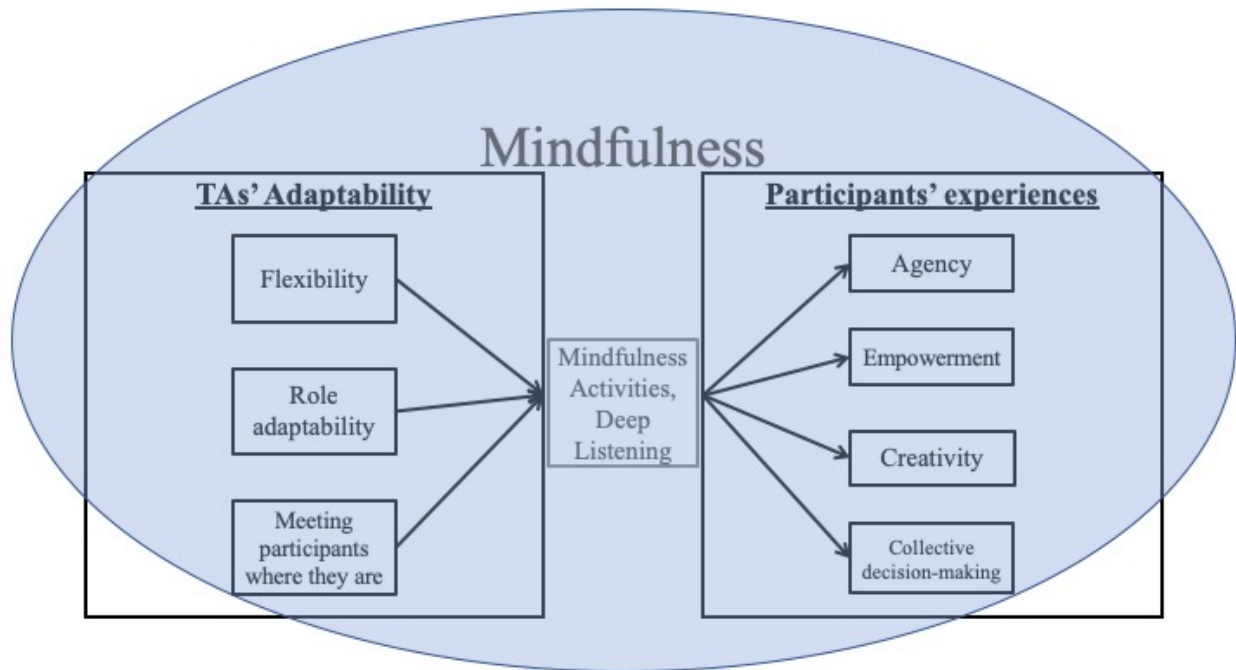 Mindfulness
TAs’ Adaptability
Flexibility
Role
adaptability
Meeting
participants
where they are
Mindfulness
Activities,
Deep
Listening
Participants’ experiences
Agency
Empowerment
Creativity
Collective
decision-making